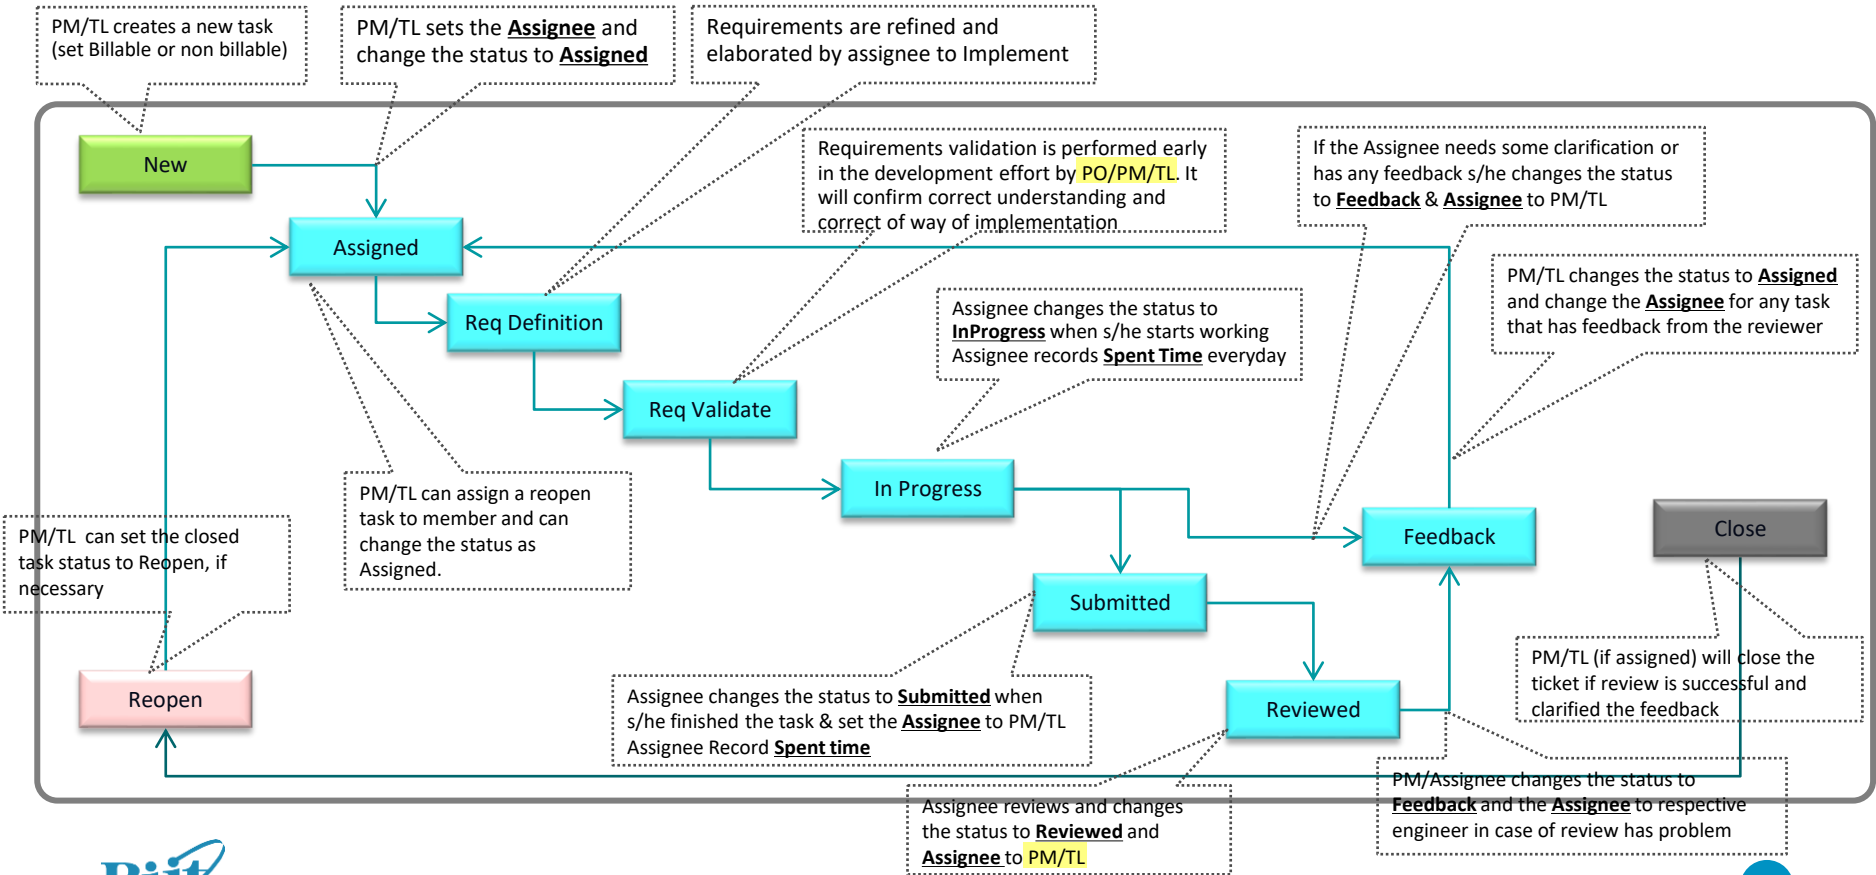 PM/TL creates a new task
(set Billable or non billable)
PM/TL sets the Assignee and
change the status to Assigned
Requirements are refined and
elaborated by assignee to Implement
New
Requirements validation is performed early
in the development effort by PO/PM/TL. It
will confirm correct understanding and
correct of way of implementation
If the Assignee needs some clarification or
has any feedback s/he changes the status
to Feedback & Assignee to PM/TL
Assigned
PM/TL changes the status to Assigned
and change the Assignee for any task
that has feedback from the reviewer
Req Definition
Assignee changes the status to
InProgress when s/he starts working
Assignee records Spent Time everyday
Req Validate
In Progress
PM/TL can assign a reopen
task to member and can
change the status as
Assigned.
PM/TL can set the closed
task status to Reopen, if
necessary
Feedback
Close
Submitted
Reopen
Assignee changes the status to Submitted when
s/he finished the task & set the Assignee to PM/TL
Assignee Record Spent time
Reviewed
PM/TL (if assigned) will close the
ticket if review is successful and
clarified the feedback
Assignee reviews and changes
the status to Reviewed and
Assignee to PM/TL
PM/Assignee changes the status to
Feedback and the Assignee to respective
engineer in case of review has problem